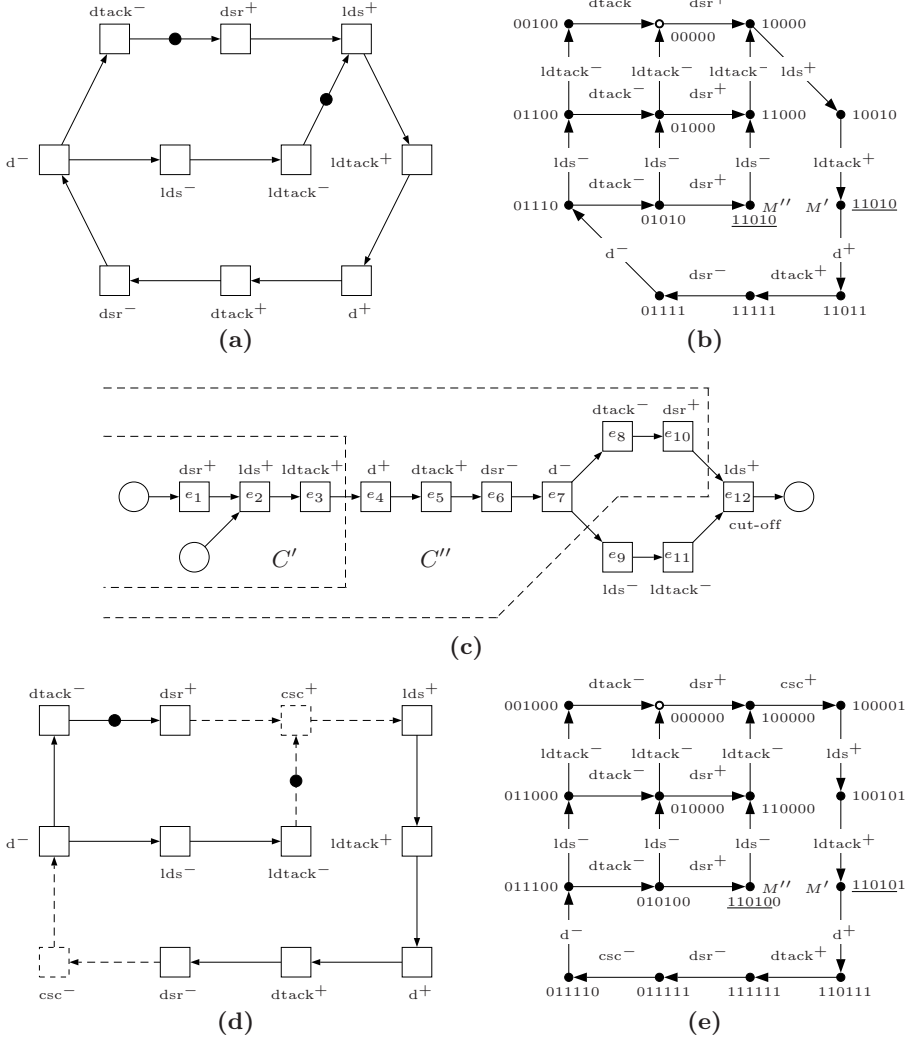 dtack⁻ dsr⁺ lds⁺
d⁻ lds⁻ ldtack⁻ ldtack⁺
dsr⁻ dtack⁺ d⁺
(a)
dtack⁻ dsr⁺
00100 00000 10000
ldtack⁻ ldtack⁻ ldtack⁻ lds⁺
dtack⁻ dsr⁺
01100 01000 11000 10010
lds⁻ lds⁻ lds⁻ ldtack⁺
dtack⁻ dsr⁺
01110 01010 M'' 11010 M' 11010
d⁻ d⁺
dsr⁻ dtack⁺
01111 11111 11011
(b)
dtack⁻ dsr⁺
e8 e10
dsr⁺ lds⁺ ldtack⁺ d⁺ dtack⁺ dsr⁻ d⁻ lds⁺
e1 e2 e3 e4 e5 e6 e7 e12
cut-off
C' C'' e9 e11
lds⁻ ldtack⁻
(c)
dtack⁻ dsr⁺ csc⁺ lds⁺
d⁻ lds⁻ ldtack⁻ ldtack⁺
csc⁻ dsr⁻ dtack⁺ d⁺
(d)
dtack⁻ dsr⁺ csc⁺
001000 000000 100000 100001
ldtack⁻ ldtack⁻ ldtack⁻ lds⁺
dtack⁻ dsr⁺
011000 010000 110000 100101
lds⁻ lds⁻ lds⁻ ldtack⁺
dtack⁻ dsr⁺
011100 010100 M'' 110100 M' 110101
d⁻ d⁺
csc⁻ dsr⁻ dtack⁺
011110 011111 111111 110111
(e)